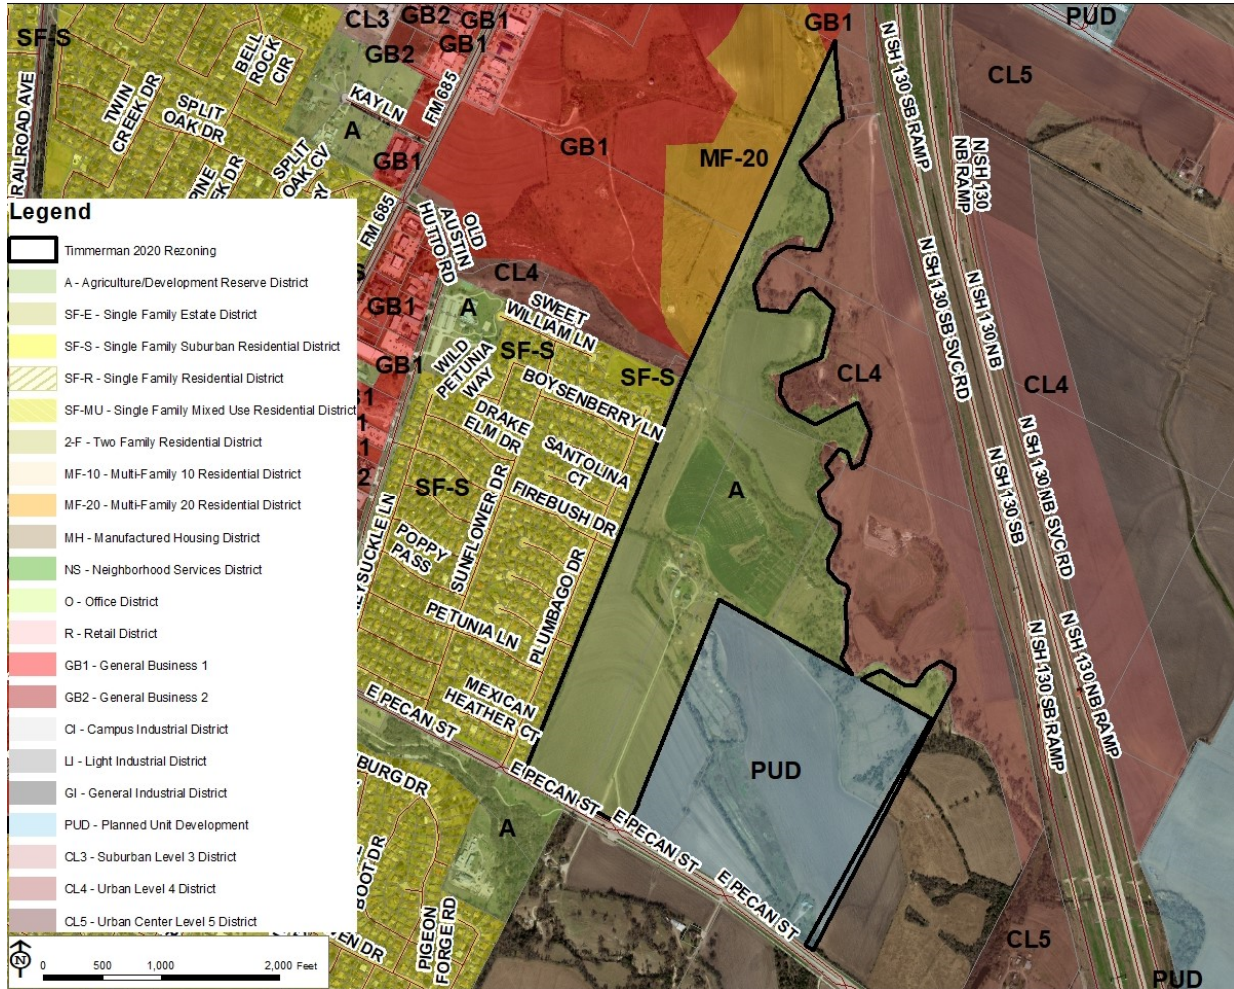 SF-S
RAILROAD AVE
TWIN
CREEK DR
SPLIT
OAK DR
BELL
ROCK
CIR
SPLIT
OAK CV
CL3
GB2
GB1
GB1
GB2
KAY LN
FM 685
A
GB1
FM 685
OLD
AUSTIN
HUTTO RD
GB1
MF-20
GB1
CL4
PUD
CL5
N SH 130 SB RAMP
N SH 130
NB RAMP
N SH 130 SB SVC RD
N SH 130 NB
CL4
CL4
N SH 130 SB
N SH 130 NB SVC RD
N SH 130 SB RAMP
N SH 130 NB RAMP
Legend
Timmerman 2020 Rezoning
A - Agriculture/Development Reserve District
SF-E - Single Family Estate District
SF-S - Single Family Suburban Residential District
SF-R - Single Family Residential District
SF-MU - Single Family Mixed Use Residential District
2-F - Two Family Residential District
MF-10 - Multi-Family 10 Residential District
MF-20 - Multi-Family 20 Residential District
MH - Manufactured Housing District
NS - Neighborhood Services District
O - Office District
R - Retail District
GB1 - General Business 1
GB2 - General Business 2
CI - Campus Industrial District
LI - Light Industrial District
GI - General Industrial District
PUD - Planned Unit Development
CL3 - Suburban Level 3 District
CL4 - Urban Level 4 District
CL5 - Urban Center Level 5 District
GB1
GB1
A
SWEET
WILLIAM LN
WILD
PETUNIA
WAY
SF-S
SF-S
BOYSENBERRY LN
DRAKE
ELM DR
SANTOLINA
CT
SF-S
FIREBUSH DR
SUNFLOWER DR
POPPY
PASS
PLUMBAGO DR
PETUNIA LN
MEXICAN
HEATHER CT
A
E PECAN ST
E PECAN ST
E PECAN ST
E PECAN ST
PUD
A
BOOT DR
PIGEON
FORGE RD
CL5
PUD
N
0 500 1,000 2,000 Feet